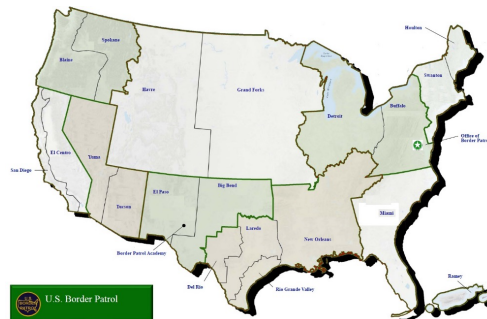 Houlton
Spokane
Blaine
Swanton
Havre
Grand Forks
Buffalo
Detroit
Office of
Border Patrol
El Centro
Yuma
San Diego
El Paso
Big Bend
Tucson
Miami
Laredo
New Orleans
Border Patrol Academy
Ramey
Del Rio
Rio Grande Valley
U.S. Border Patrol